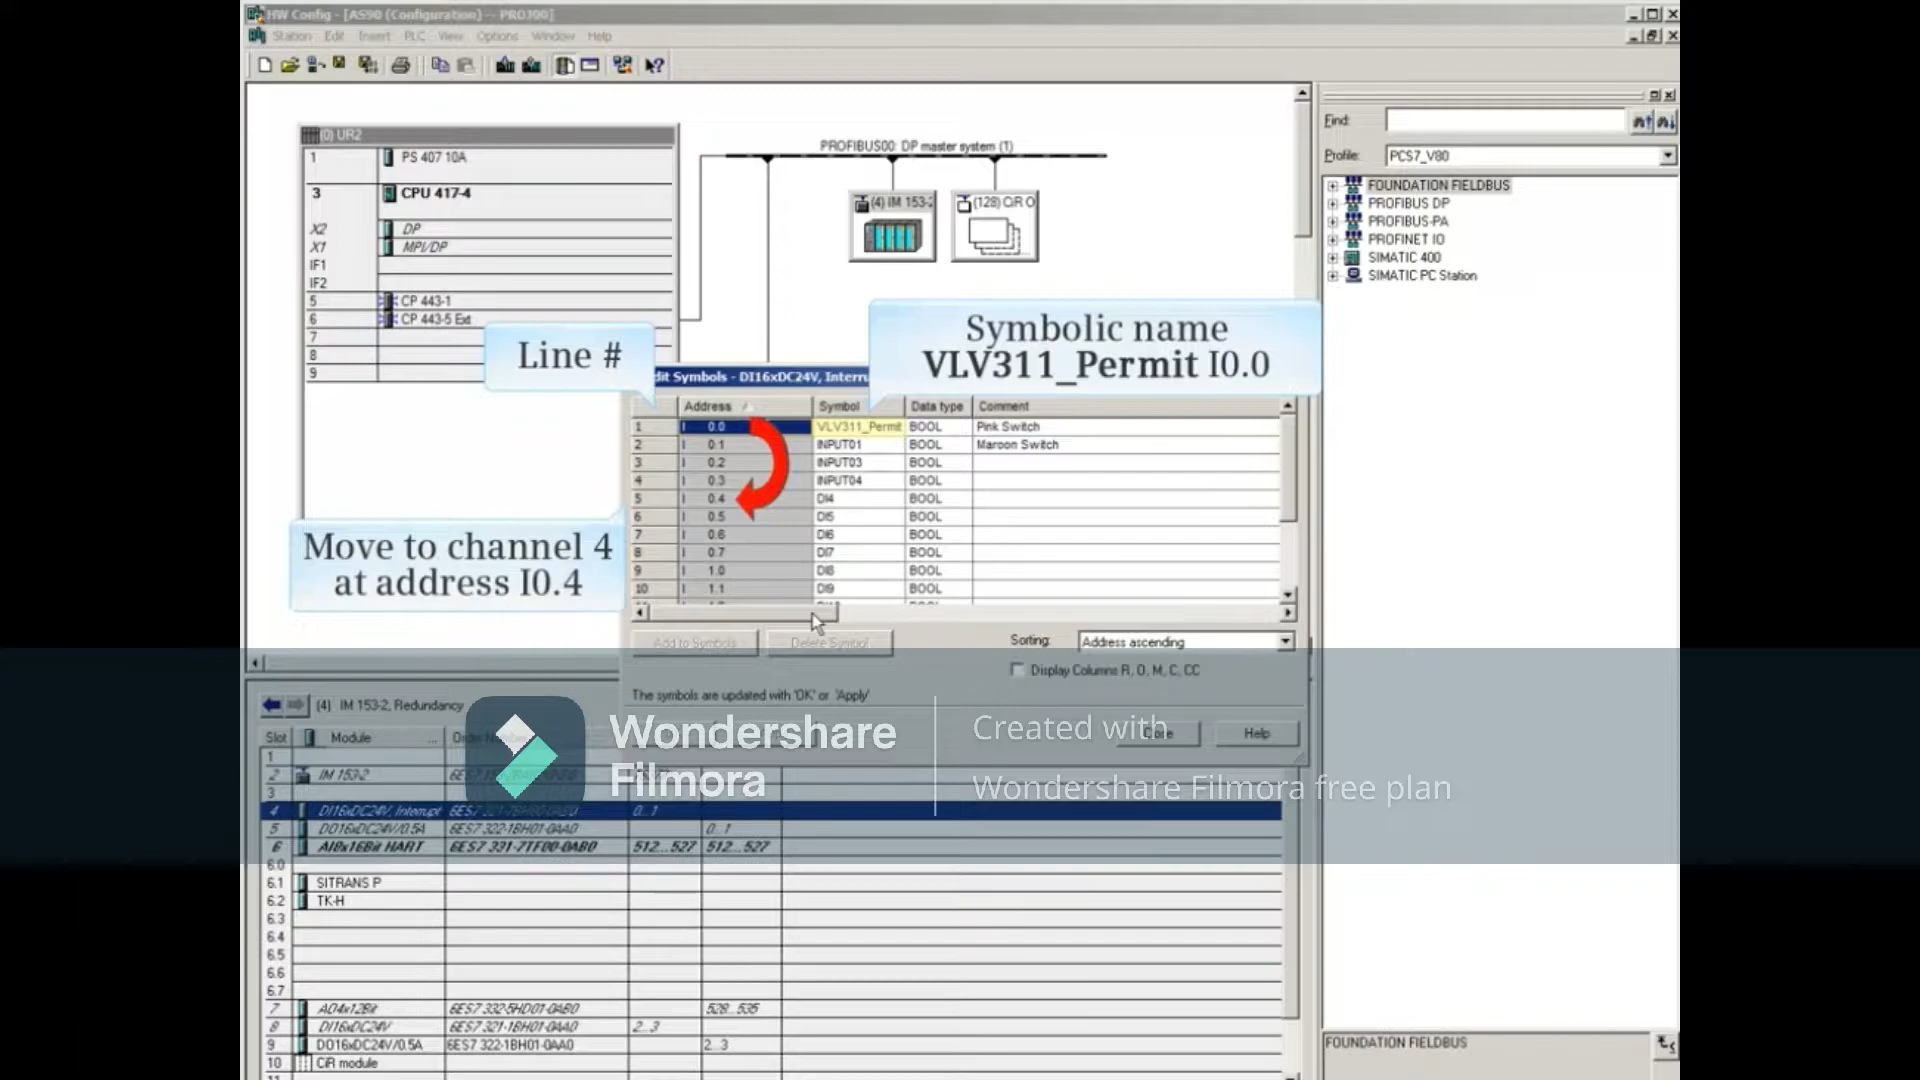 HW Config - [AS90 (Configuration) -- PROJ00]
Station Edit Insert PLC View Options Window Help
(0) UR2
1 PS 407 10A
3 CPU 417-4
X2 DP
X1 MPI/DP
IF1
IF2
5 CP 443-1
6 CP 443-5 Ext
7
8
9
PROFIBUS00: DP master system (1)
(4) IM 153-2
(128) CiR O
Find:
Profile: PCS7_V80
FOUNDATION FIELDBUS
PROFIBUS DP
PROFIBUS-PA
PROFINET IO
SIMATIC 400
SIMATIC PC Station
Line #
Symbolic name
VLV311_Permit I0.0
Move to channel 4
at address I0.4
dit Symbols - DI16xDC24V, Interru
Address Symbol Data type Comment
1 I 0.0 VLV311_Permit BOOL Pink Switch
2 I 0.1 INPUT01 BOOL Maroon Switch
3 I 0.2 INPUT03 BOOL
4 I 0.3 INPUT04 BOOL
5 I 0.4 DI4 BOOL
6 I 0.5 DI5 BOOL
7 I 0.6 DI6 BOOL
8 I 0.7 DI7 BOOL
9 I 1.0 DI8 BOOL
10 I 1.1 DI9 BOOL
Add to Symbols Delete Symbol Sorting: Address ascending
Display Columns R, O, M, C, CC
The symbols are updated with 'OK' or 'Apply'
Close Help
(4) IM 153-2, Redundancy
Slot Module ...
1
2 IM 153-2
3
4 DI16xDC24V, Interrupt 0...1
5 DO16xDC24V/0.5A 6ES7 322-1BH01-0AA0 0...1
6 AI8x16Bit HART 6ES7 331-7TF00-0AB0 512...527 512...527
6.0
6.1 SITRANS P
6.2 TK-H
6.3
6.4
6.5
6.6
6.7
7 AO4x12Bit 6ES7 332-5HD01-0AB0 528...535
8 DI16xDC24V 6ES7 321-1BH01-0AA0 2...3
9 DO16xDC24V/0.5A 6ES7 322-1BH01-0AA0 2...3
10 CiR module
11
FOUNDATION FIELDBUS
Wondershare
Filmora
Created with
Wondershare Filmora free plan